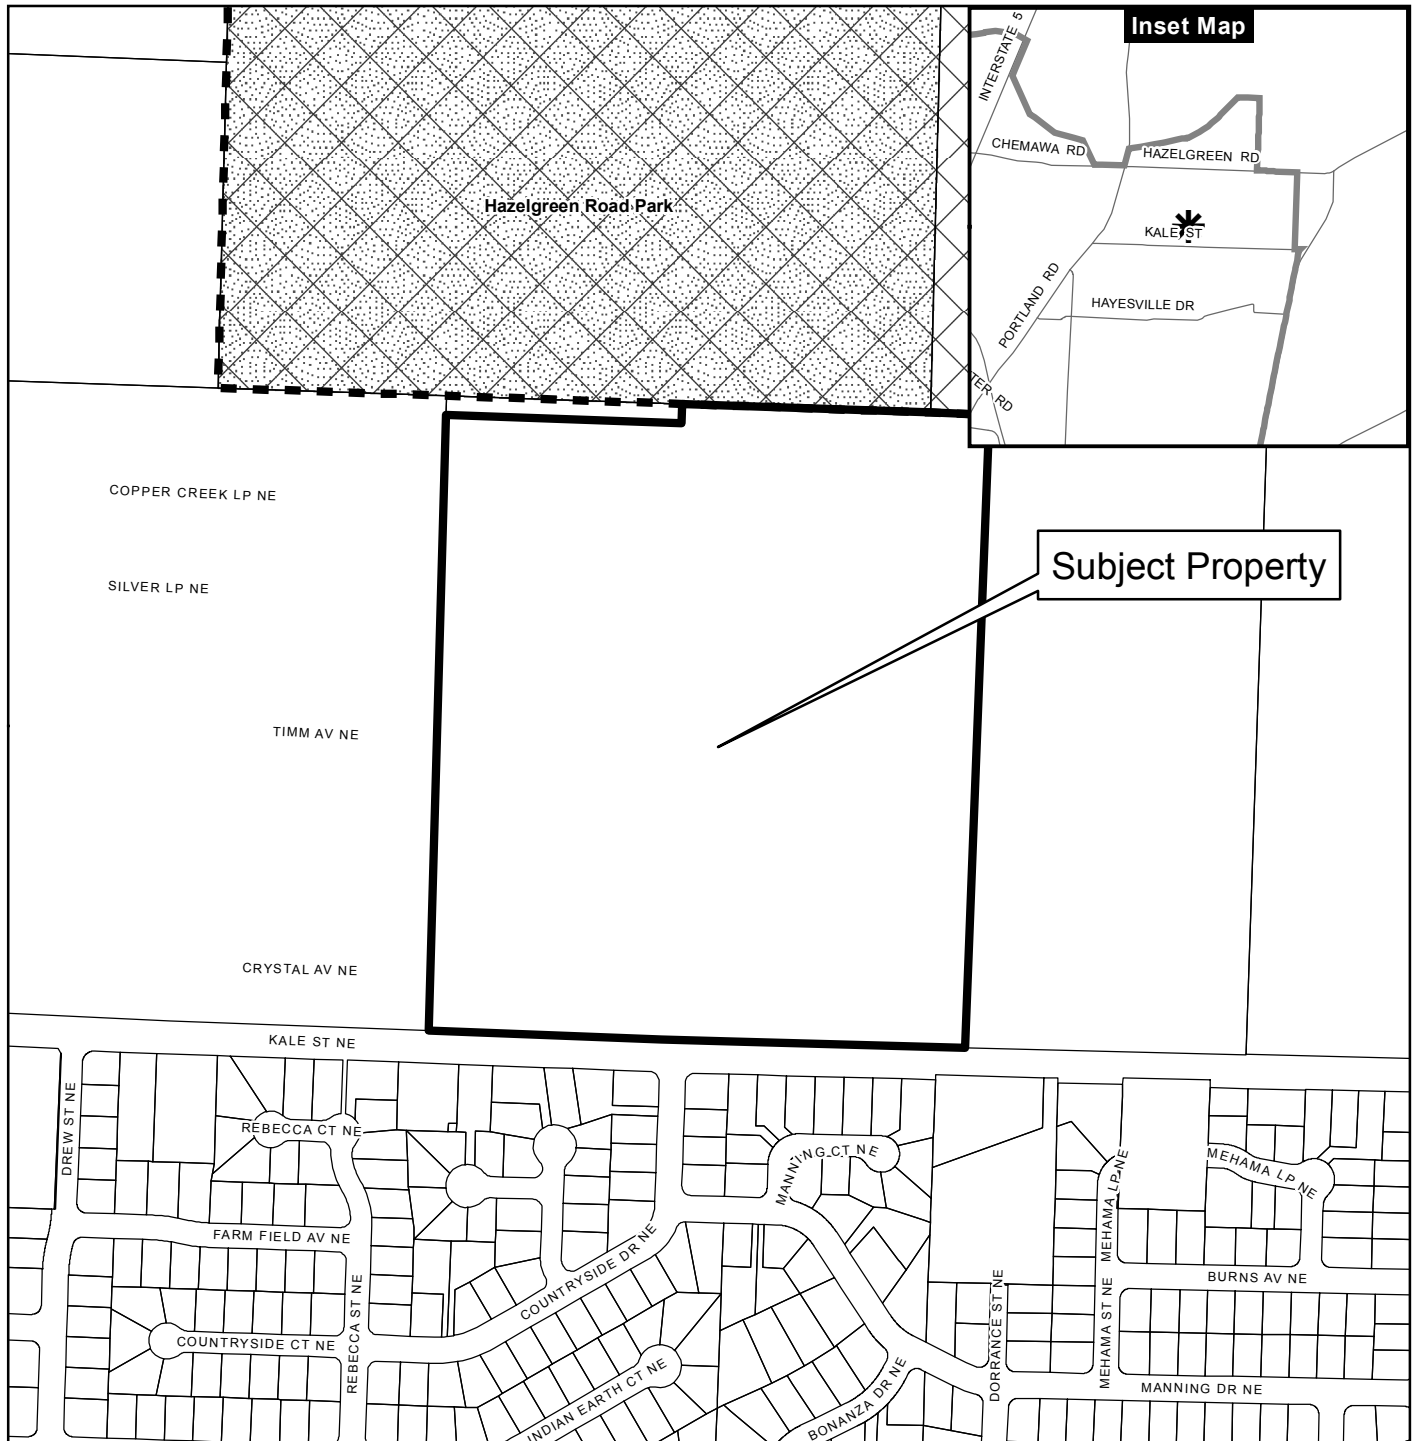 Inset Map
INTERSTATE 5
CHEMAWA RD
HAZELGREEN RD
KALE ST
PORTLAND RD
HAYESVILLE DR
TER RD
Hazelgreen Road Park
COPPER CREEK LP NE
Subject Property
SILVER LP NE
TIMM AV NE
CRYSTAL AV NE
KALE ST NE
DREW ST NE
REBECCA CT NE
MANNING CT NE
MEHAMA LP NE
MEHAMA LP NE
FARM FIELD AV NE
COUNTRYSIDE DR NE
BURNS AV NE
REBECCA ST NE
DORRANCE ST NE
MEHAMA ST NE
COUNTRYSIDE CT NE
INDIAN EARTH CT NE
BONANZA DR NE
MANNING DR NE